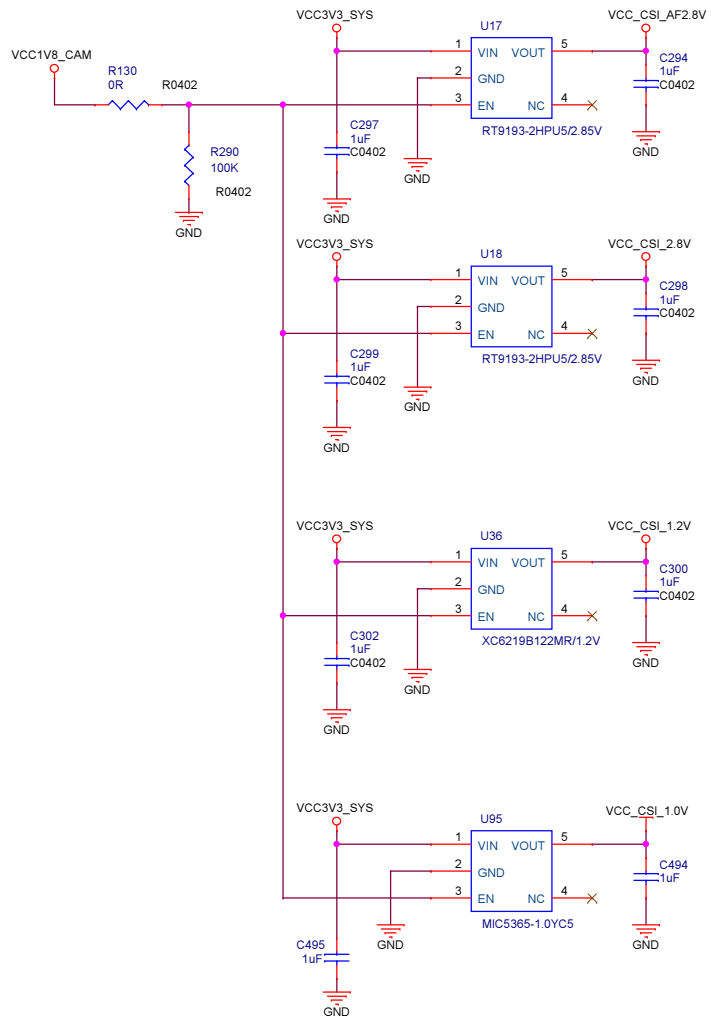 VCC1V8_CAM
R130
0R
R0402
R290
100K
R0402
GND
VCC3V3_SYS
C297
1uF
C0402
GND
U17
1
VIN
VOUT
5
2
GND
3
EN
NC
4
RT9193-2HPU5/2.85V
GND
VCC_CSI_AF2.8V
C294
1uF
C0402
GND
VCC3V3_SYS
C299
1uF
C0402
GND
U18
1
VIN
VOUT
5
2
GND
3
EN
NC
4
RT9193-2HPU5/2.85V
GND
VCC_CSI_2.8V
C298
1uF
C0402
GND
VCC3V3_SYS
C302
1uF
C0402
GND
U36
1
VIN
VOUT
5
2
GND
3
EN
NC
4
XC6219B122MR/1.2V
GND
VCC_CSI_1.2V
C300
1uF
C0402
GND
VCC3V3_SYS
C495
1uF
GND
U95
1
VIN
VOUT
5
2
GND
3
EN
NC
4
MIC5365-1.0YC5
GND
VCC_CSI_1.0V
C494
1uF
GND